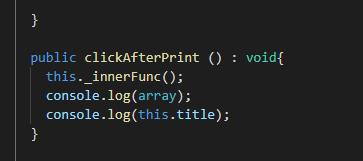 }
public clickAfterPrint () : void{
this._innerFunc();
console.log(array);
console.log(this.title);
}